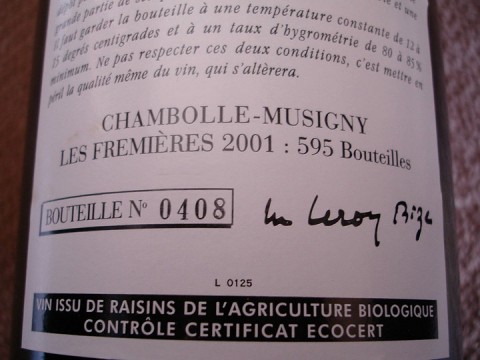 grande partie de
il faut garder la bouteille à une température constante de 12 à
15 degrés centigrades et à un taux d'hygrométrie de 80 à 85%
minimum. Ne pas respecter ces deux conditions, c'est mettre en
péril la qualité même du vin, qui s'altèrera.
CHAMBOLLE-MUSIGNY
LES FREMIÈRES 2001 : 595 Bouteilles
BOUTEILLE No 0408
Leroy Bize
L 0125
VIN ISSU DE RAISINS DE L'AGRICULTURE BIOLOGIQUE
CONTRÔLE CERTIFICAT ECOCERT